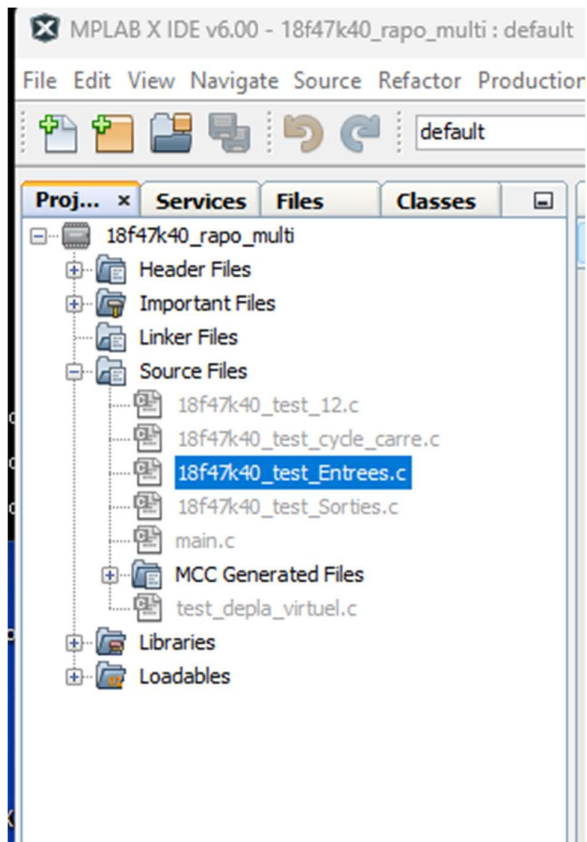 MPLAB X IDE v6.00 - 18f47k40_rapo_multi : default
File Edit View Navigate Source Refactor Production
default
Proj... × Services Files Classes
18f47k40_rapo_multi
Header Files
Important Files
Linker Files
Source Files
18f47k40_test_12.c
18f47k40_test_cycle_carre.c
18f47k40_test_Entrees.c
18f47k40_test_Sorties.c
main.c
MCC Generated Files
test_depla_virtuel.c
Libraries
Loadables